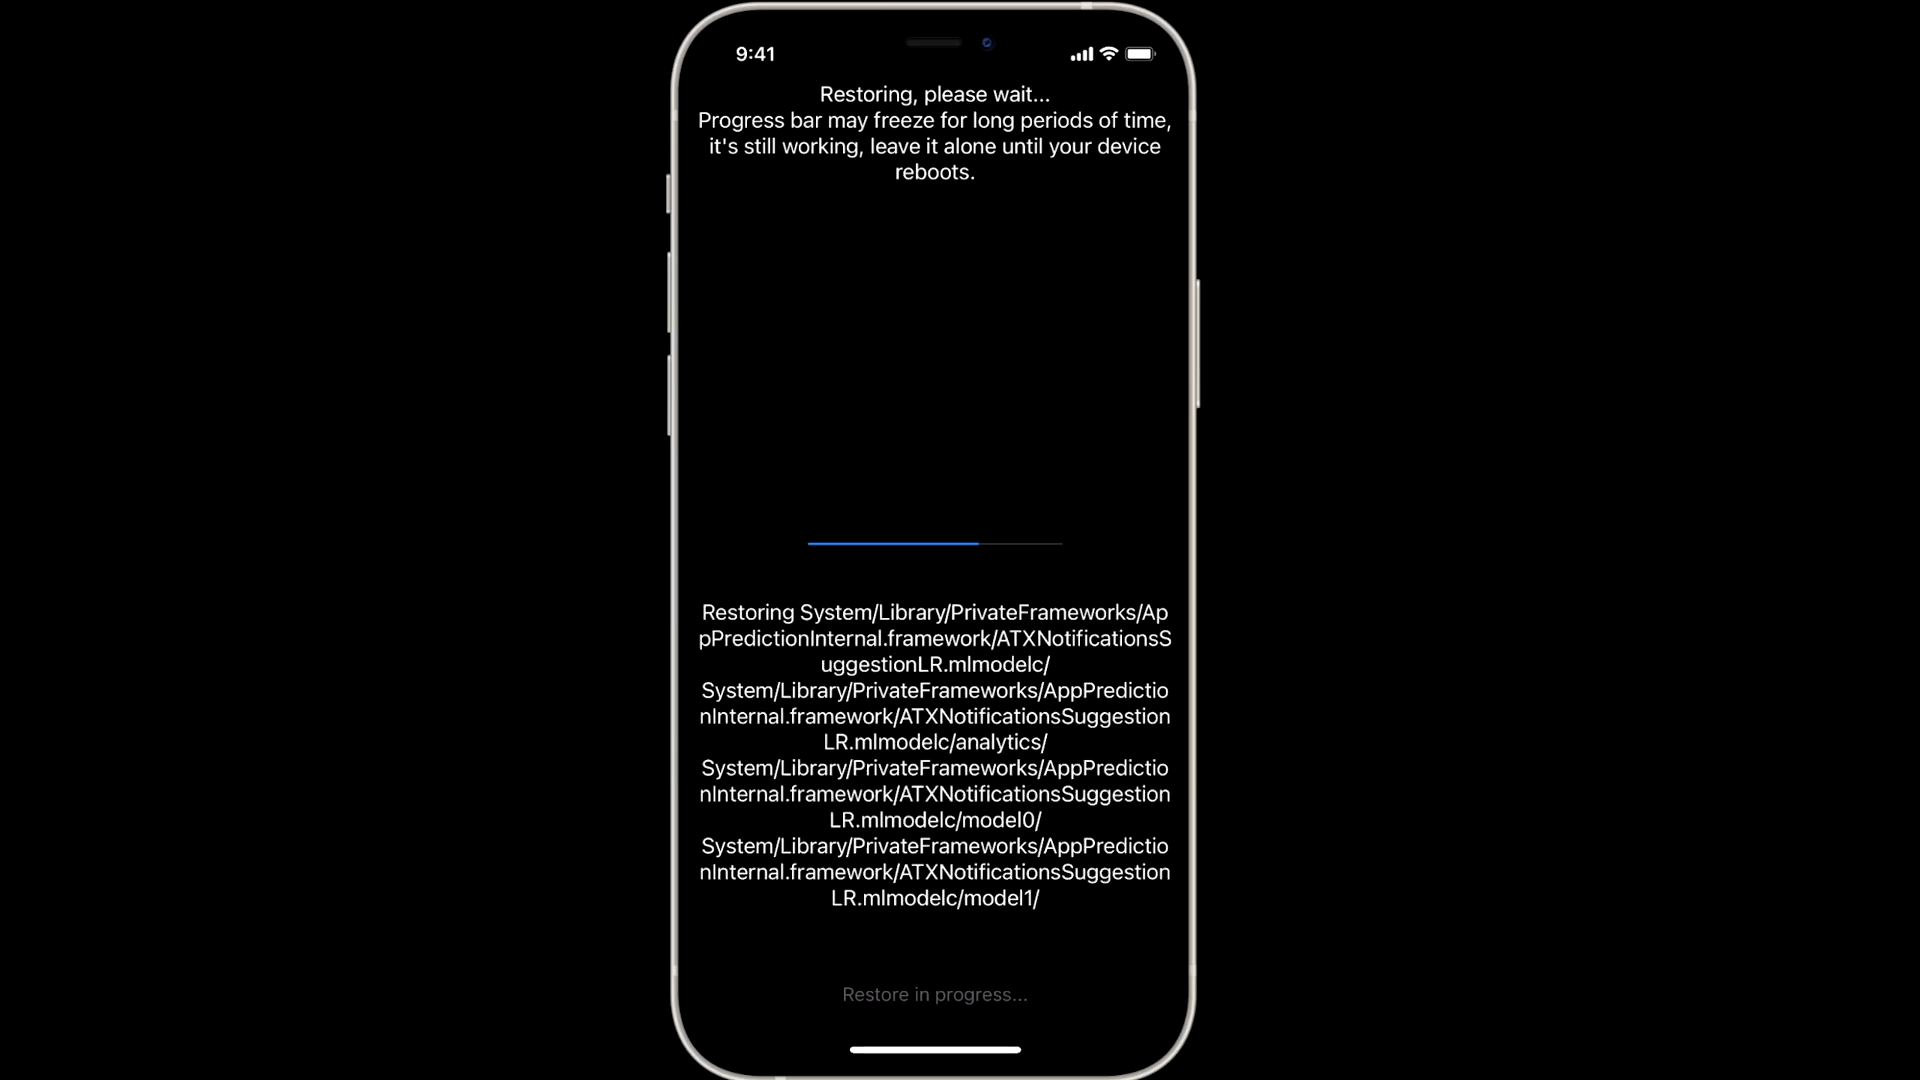 9:41
Restoring, please wait...
Progress bar may freeze for long periods of time,
it's still working, leave it alone until your device
reboots.
Restoring System/Library/PrivateFrameworks/Ap
pPredictionInternal.framework/ATXNotificationsS
uggestionLR.mlmodelc/
System/Library/PrivateFrameworks/AppPredictio
nInternal.framework/ATXNotificationsSuggestion
LR.mlmodelc/analytics/
System/Library/PrivateFrameworks/AppPredictio
nInternal.framework/ATXNotificationsSuggestion
LR.mlmodelc/model0/
System/Library/PrivateFrameworks/AppPredictio
nInternal.framework/ATXNotificationsSuggestion
LR.mlmodelc/model1/
Restore in progress...